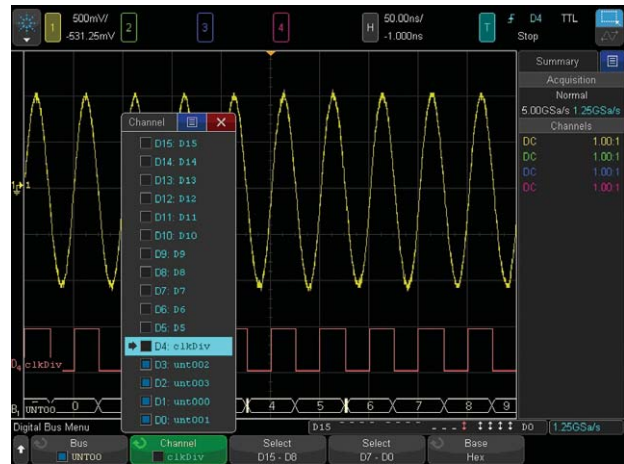 1 500mV/ 2 3 4 H 50.00ns/ T D4 TTL
-531.25mV -1.000ns Stop
Summary
Acquisition
Normal
5.00GSa/s 1.25GSa/s
Channels
DC 1.00:1
DC 1.00:1
DC 1.00:1
DC 1.00:1
Channel
D15: D15
D14: D14
D13: D13
D12: D12
D11: D11
D10: D10
D9: D9
D8: D8
D7: D7
D6: D6
D5: D5
D4: clkDiv
D3: unt002
D2: unt003
D1: unt000
D0: unt001
1
D4 clkDiv
B1 UNT00 0 4 5 6 7 8 9
Digital Bus Menu D15 D0 1.25GSa/s
Bus Channel Select Select Base
UNT00 clkDiv D15 - D8 D7 - D0 Hex